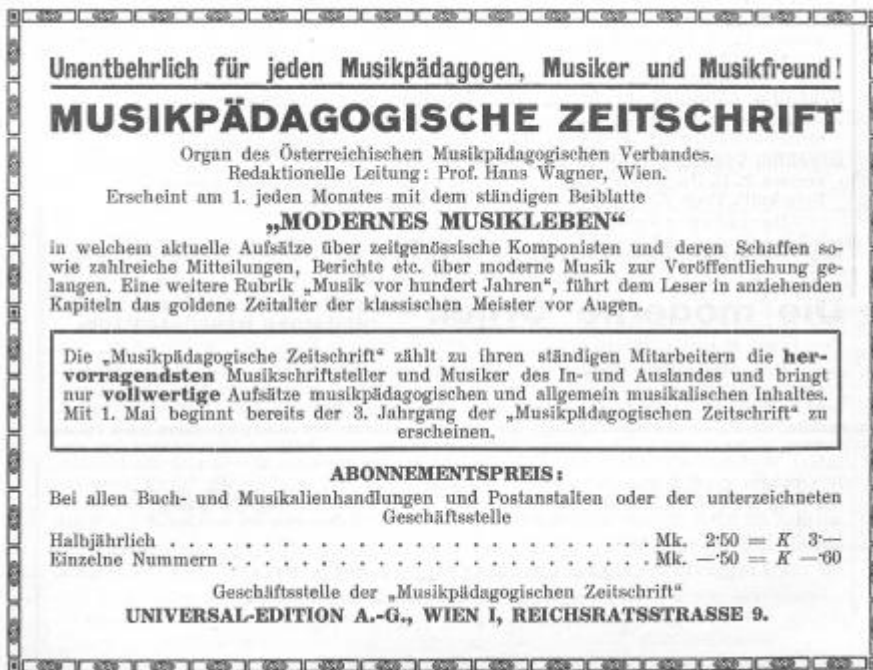 Unentbehrlich für jeden Musikpädagogen, Musiker und Musikfreund!
MUSIKPÄDAGOGISCHE ZEITSCHRIFT
Organ des Österreichischen Musikpädagogischen Verbandes.
Redaktionelle Leitung: Prof. Hans Wagner, Wien.
Erscheint am 1. jeden Monates mit dem ständigen Beiblatte
„MODERNES MUSIKLEBEN“
in welchem aktuelle Aufsätze über zeitgenössische Komponisten und deren Schaffen so-
wie zahlreiche Mitteilungen, Berichte etc. über moderne Musik zur Veröffentlichung ge-
langen. Eine weitere Rubrik „Musik vor hundert Jahren“, führt dem Leser in anziehenden
Kapiteln das goldene Zeitalter der klassischen Meister vor Augen.
Die „Musikpädagogische Zeitschrift“ zählt zu ihren ständigen Mitarbeitern die her-
vorragendsten Musikschriftsteller und Musiker des In- und Auslandes und bringt
nur vollwertige Aufsätze musikpädagogischen und allgemein musikalischen Inhaltes.
Mit 1. Mai beginnt bereits der 3. Jahrgang der „Musikpädagogischen Zeitschrift“ zu
erscheinen.
ABONNEMENTSPREIS:
Bei allen Buch- und Musikalienhandlungen und Postanstalten oder der unterzeichneten
Geschäftsstelle
Halbjährlich . . . . . . . . . . . . . . . . . . . . . . . . Mk. 2·50 = K 3·—
Einzelne Nummern . . . . . . . . . . . . . . . . . . . . . Mk. —·50 = K —·60
Geschäftsstelle der „Musikpädagogischen Zeitschrift“
UNIVERSAL-EDITION A.-G., WIEN I, REICHSRATSSTRASSE 9.